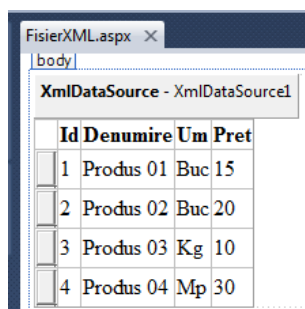 FisierXML.aspx
body
XmlDataSource - XmlDataSource1
Id Denumire Um Pret
1 Produs 01 Buc 15
2 Produs 02 Buc 20
3 Produs 03 Kg 10
4 Produs 04 Mp 30